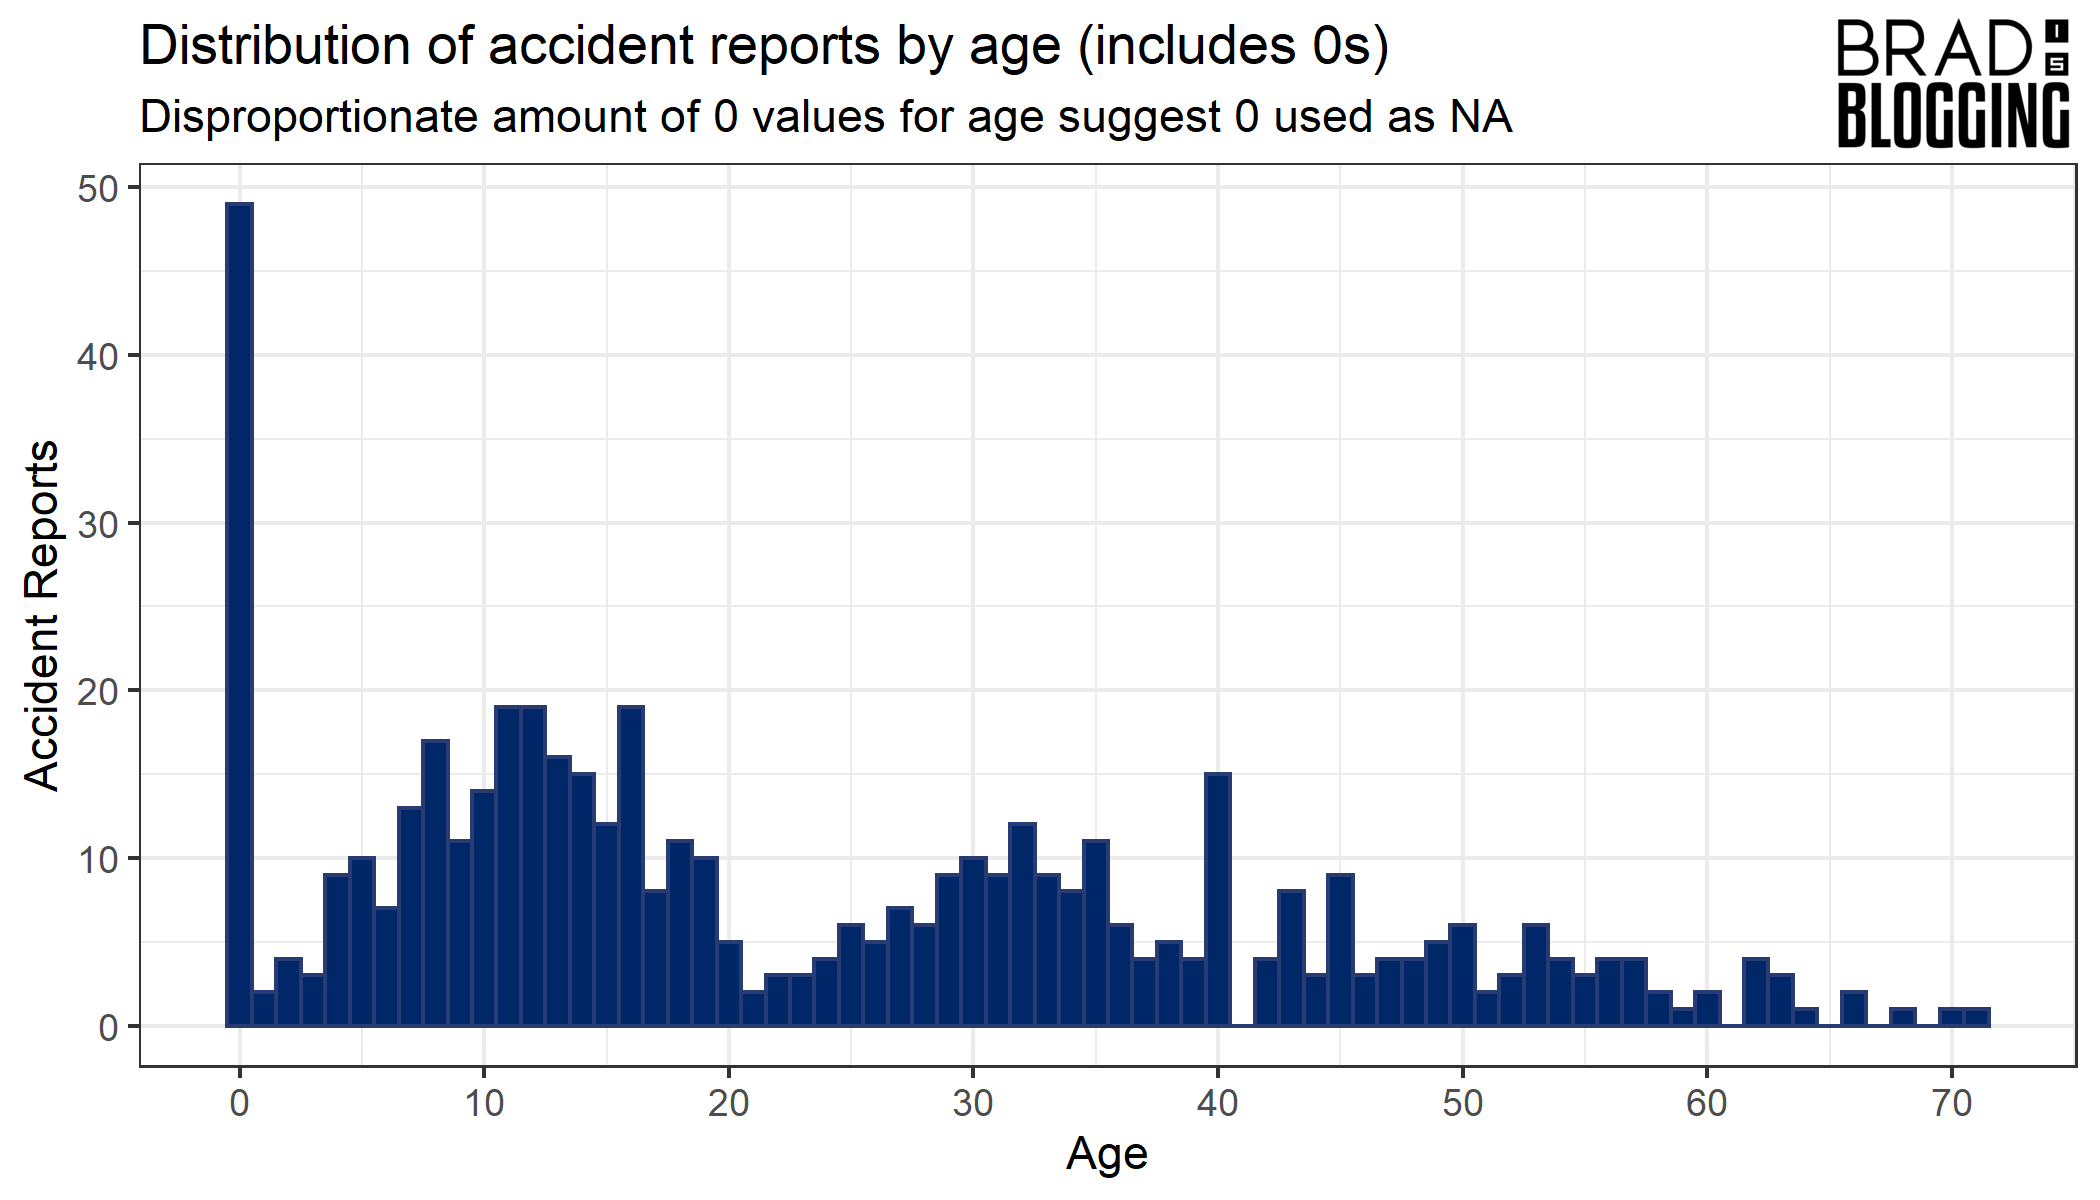 Distribution of accident reports by age (includes 0s)
Disproportionate amount of 0 values for age suggest 0 used as NA
BRAD IS
BLOGGING
50
40
30
20
10
0
Accident Reports
0 10 20 30 40 50 60 70
Age